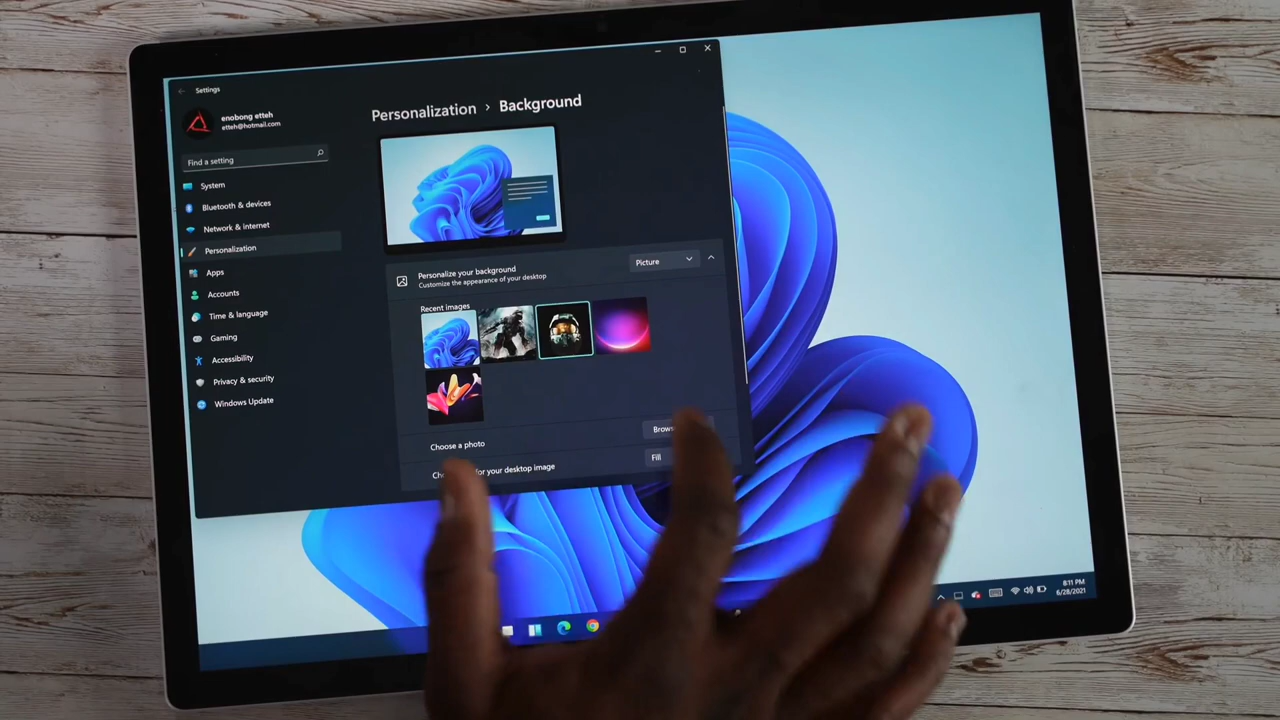 Settings
enobong etteh
etteh@hotmail.com
Find a setting
System
Bluetooth & devices
Network & internet
Personalization
Apps
Accounts
Time & language
Gaming
Accessibility
Privacy & security
Windows Update
Personalization › Background
Personalize your background
Customize the appearance of your desktop
Picture
Recent images
Choose a photo
for your desktop image
Fill
8:11 PM
6/28/2021